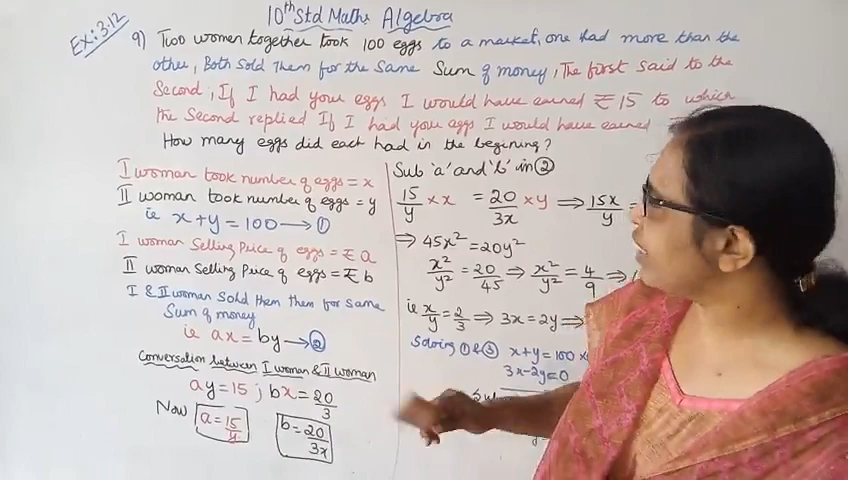 10th Std Maths Algebra
Ex: 3.12
9) Two women together took 100 eggs to a market, one had more than the
other, Both sold them for the same Sum of money, The first said to the
Second, If I had your eggs I would have earned ₹15 to which
the Second replied If I had you eggs I would have earned
How many eggs did each had in the begining?
I woman took number of eggs = x
II woman took number of eggs = y
ie x + y = 100 → ①
I woman Selling Price of eggs = ₹ a
II woman Selling Price of eggs = ₹ b
I & II woman Sold them them for Same
Sum of money
ie ax = by → ②
Conversation between I woman & II woman
ay = 15 ; bx = 20/3
Now a = 15/y b = 20/3x
Sub 'a' and 'b' in ②
15/y × x = 20/3x × y ⇒ 15x/y =
⇒ 45x² = 20y²
x²/y² = 20/45 ⇒ x²/y² = 4/9 ⇒
ie x/y = 2/3 ⇒ 3x = 2y ⇒
Solving ① & ③ x + y = 100
3x - 2y = 0